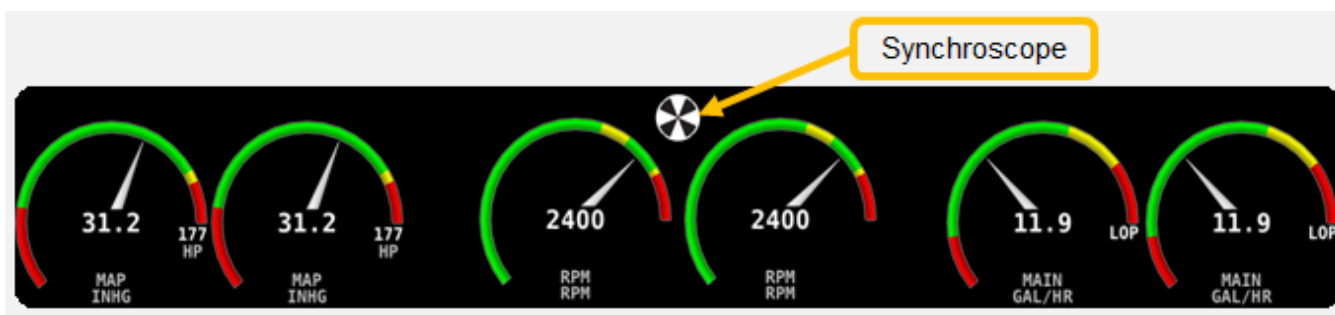 Synchroscope
31.2
177
HP
MAP
INHG
31.2
177
HP
MAP
INHG
2400
RPM
RPM
2400
RPM
RPM
11.9
LOP
MAIN
GAL/HR
11.9
LOP
MAIN
GAL/HR